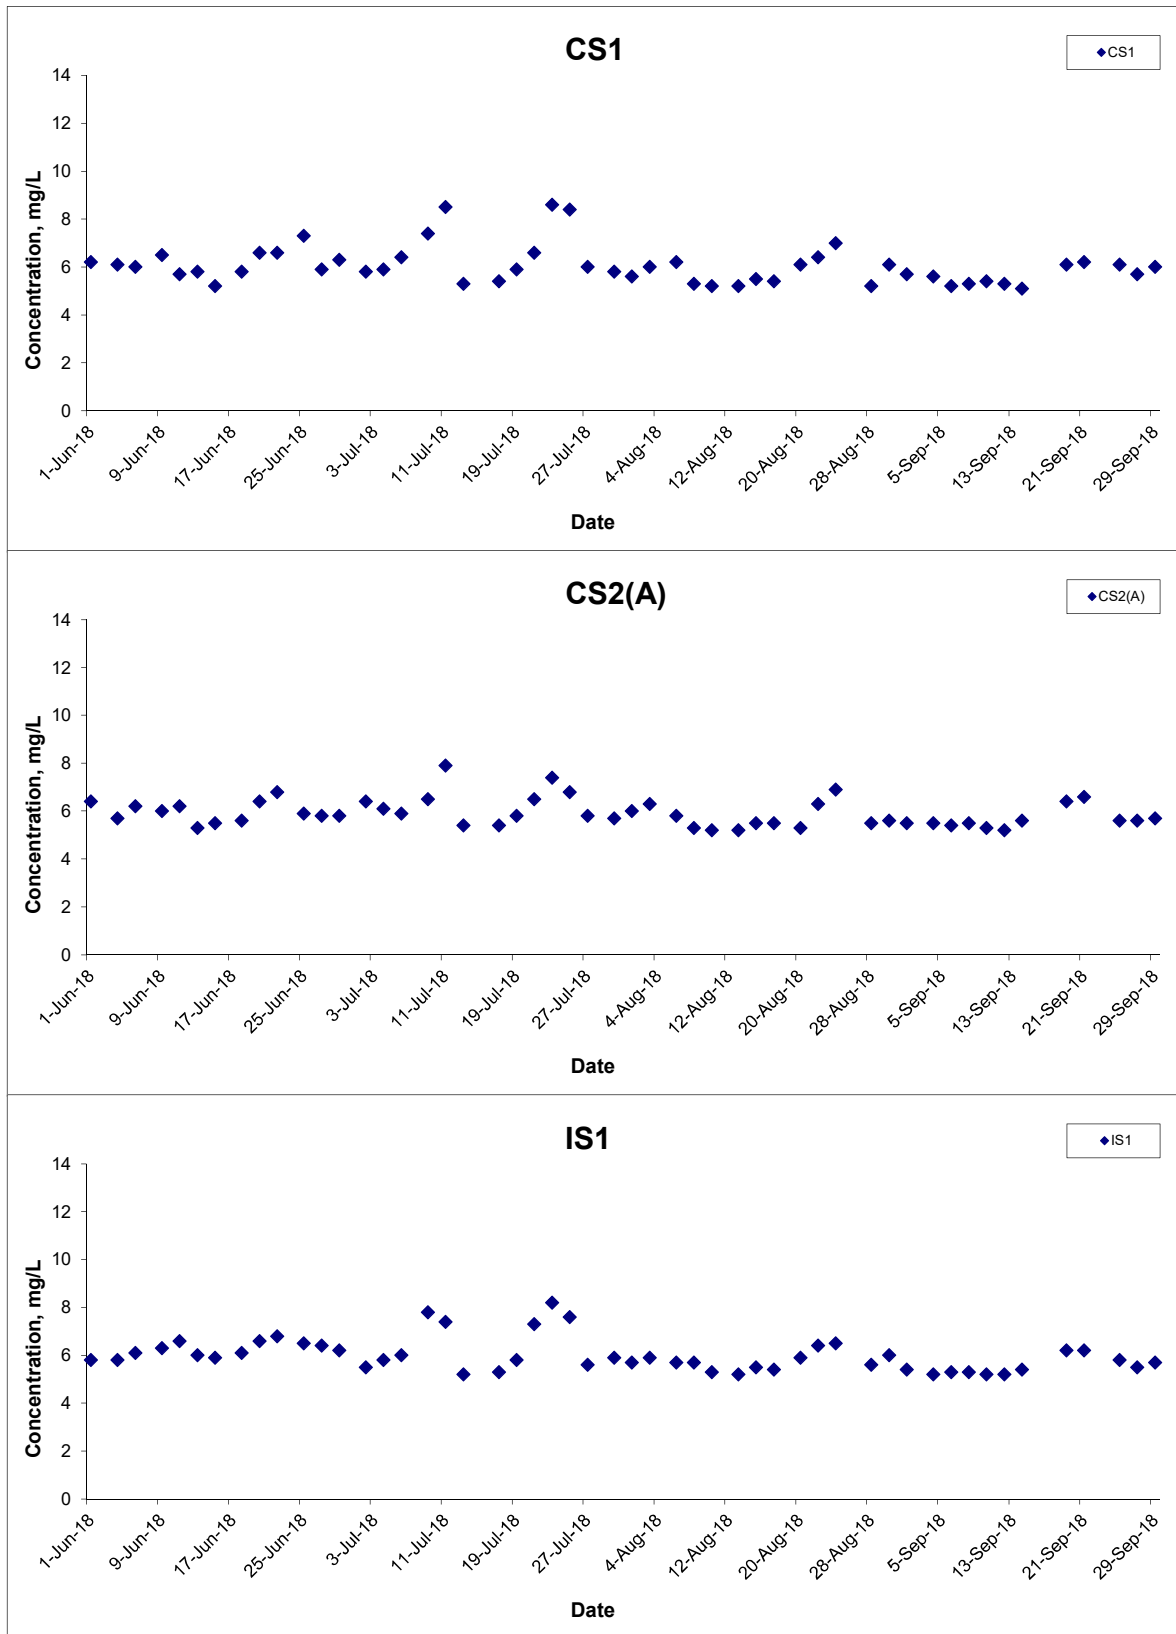 CS1
CS1
14
12
10
8
6
4
2
0
Concentration, mg/L
1-Jun-18
9-Jun-18
17-Jun-18
25-Jun-18
3-Jul-18
11-Jul-18
19-Jul-18
27-Jul-18
4-Aug-18
12-Aug-18
20-Aug-18
28-Aug-18
5-Sep-18
13-Sep-18
21-Sep-18
29-Sep-18
Date
CS2(A)
CS2(A)
14
12
10
8
6
4
2
0
Concentration, mg/L
1-Jun-18
9-Jun-18
17-Jun-18
25-Jun-18
3-Jul-18
11-Jul-18
19-Jul-18
27-Jul-18
4-Aug-18
12-Aug-18
20-Aug-18
28-Aug-18
5-Sep-18
13-Sep-18
21-Sep-18
29-Sep-18
Date
IS1
IS1
14
12
10
8
6
4
2
0
Concentration, mg/L
1-Jun-18
9-Jun-18
17-Jun-18
25-Jun-18
3-Jul-18
11-Jul-18
19-Jul-18
27-Jul-18
4-Aug-18
12-Aug-18
20-Aug-18
28-Aug-18
5-Sep-18
13-Sep-18
21-Sep-18
29-Sep-18
Date